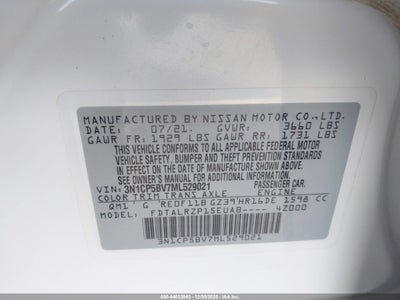 MANUFACTURED BY NISSAN MOTOR CO., LTD.
DATE: 07/21. GVWR: 3660 LBS
GAWR FR: 1929 LBS GAWR RR: 1731 LBS
THIS VEHICLE CONFORMS TO ALL APPLICABLE
FEDERAL MOTOR VEHICLE SAFETY,
BUMPER, AND THEFT PREVENTION STANDARDS
IN EFFECT ON THE DATE OF MANUFACTURE SHOWN ABOVE.
SEE OWNER'S MANUAL FOR ADDITIONAL INFORMATION.
PASSENGER CAR
VIN: 3N1CP5BV7ML529021
COLOR TRIM TRANS AXLE ENGINE
QM1 G RE0F11B GZ39 HR16DE 1598 CC
MODEL: FDTALRZP15EUAB---- 4Z000
3N1CP5BV7ML529021